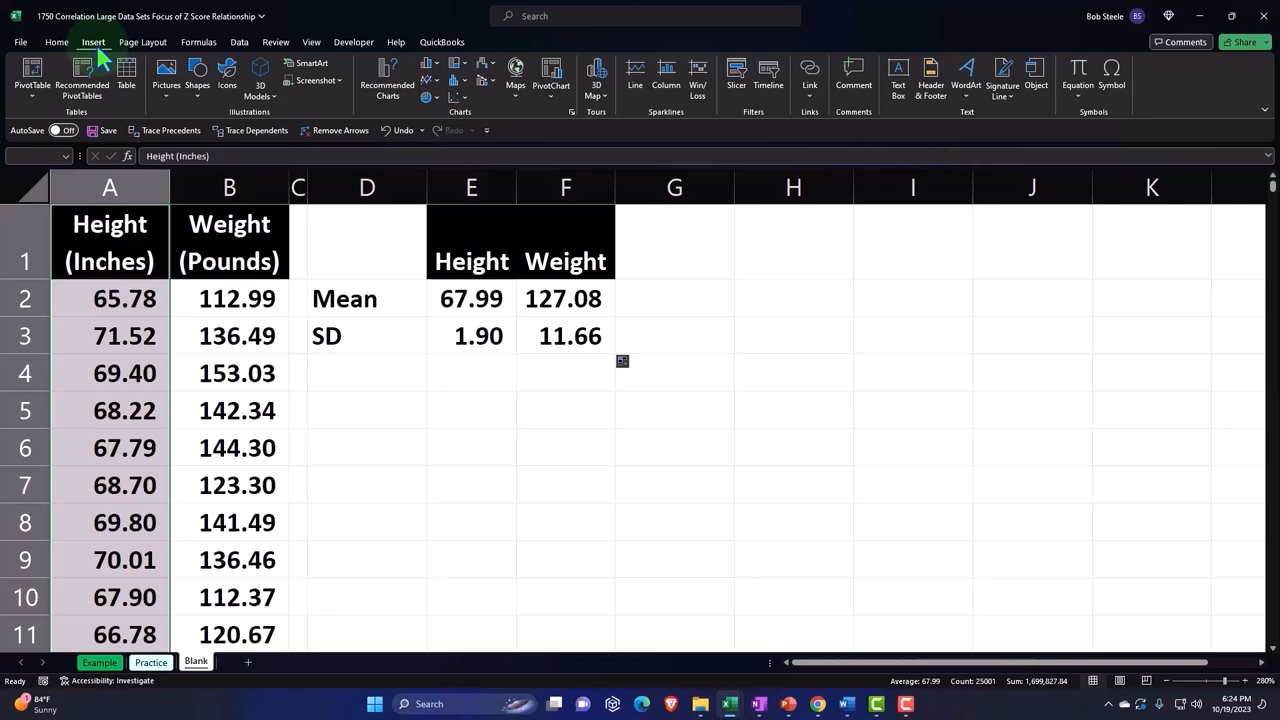 1750 Correlation Large Data Sets Focus of Z Score Relationship
Search
Bob Steele
BS
File Home Insert Page Layout Formulas Data Review View Developer Help QuickBooks
Comments
Share
PivotTable
Recommended PivotTables
Table
Pictures
Shapes
Icons
3D Models
SmartArt
Screenshot
Recommended Charts
Maps
PivotChart
3D Map
Line
Column
Win/Loss
Slicer
Timeline
Link
Comment
Text Box
Header & Footer
WordArt
Signature Line
Object
Equation
Symbol
Tables
Illustrations
Charts
Tours
Sparklines
Filters
Links
Comments
Text
Symbols
AutoSave Off Save Trace Precedents Trace Dependents Remove Arrows Undo Redo
fx Height (Inches)
A B C D E F G H I J K
Height (Inches) Weight (Pounds) Height Weight
1
2 65.78 112.99 Mean 67.99 127.08
3 71.52 136.49 SD 1.90 11.66
4 69.40 153.03
5 68.22 142.34
6 67.79 144.30
7 68.70 123.30
8 69.80 141.49
9 70.01 136.46
10 67.90 112.37
11 66.78 120.67
Example Practice Blank
Ready Accessibility: Investigate Average: 67.99 Count: 25001 Sum: 1,699,827.84 280%
84°F
Sunny
Search
6:24 PM
10/19/2023